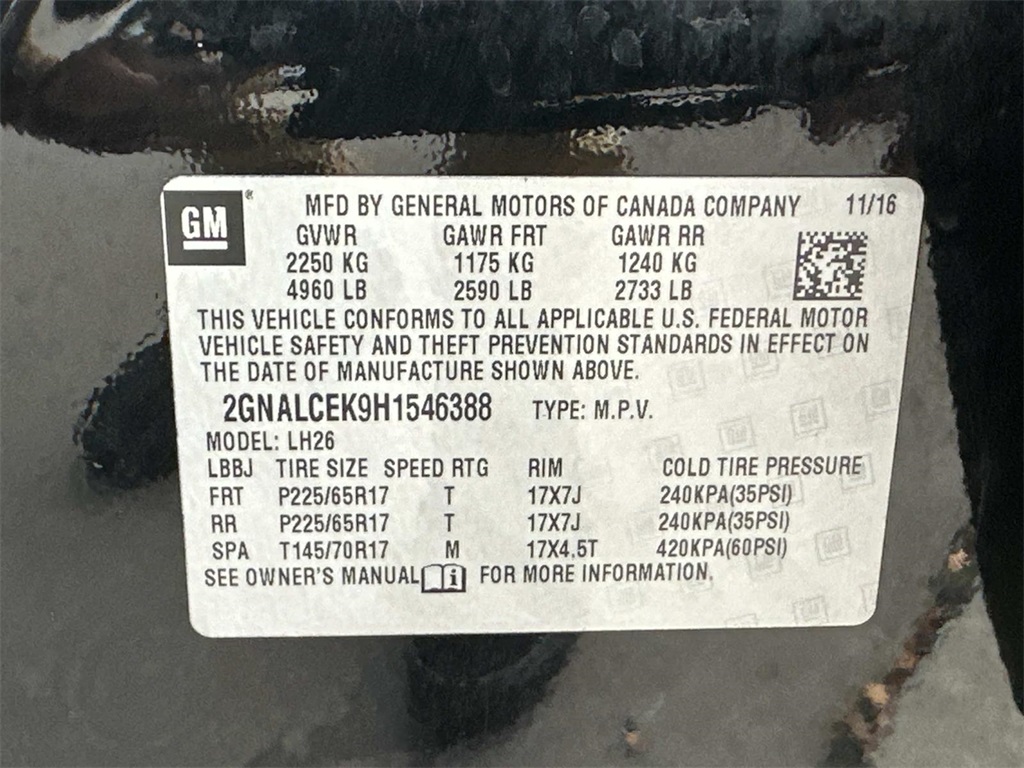 GM ® MFD BY GENERAL MOTORS OF CANADA COMPANY 11/16
GVWR GAWR FRT GAWR RR
2250 KG 1175 KG 1240 KG
4960 LB 2590 LB 2733 LB
THIS VEHICLE CONFORMS TO ALL APPLICABLE U.S. FEDERAL MOTOR
VEHICLE SAFETY AND THEFT PREVENTION STANDARDS IN EFFECT ON
THE DATE OF MANUFACTURE SHOWN ABOVE.
2GNALCEK9H1546388 TYPE: M.P.V.
MODEL: LH26
LBBJ TIRE SIZE SPEED RTG RIM COLD TIRE PRESSURE
FRT P225/65R17 T 17X7J 240KPA(35PSI)
RR P225/65R17 T 17X7J 240KPA(35PSI)
SPA T145/70R17 M 17X4.5T 420KPA(60PSI)
SEE OWNER'S MANUAL i FOR MORE INFORMATION.